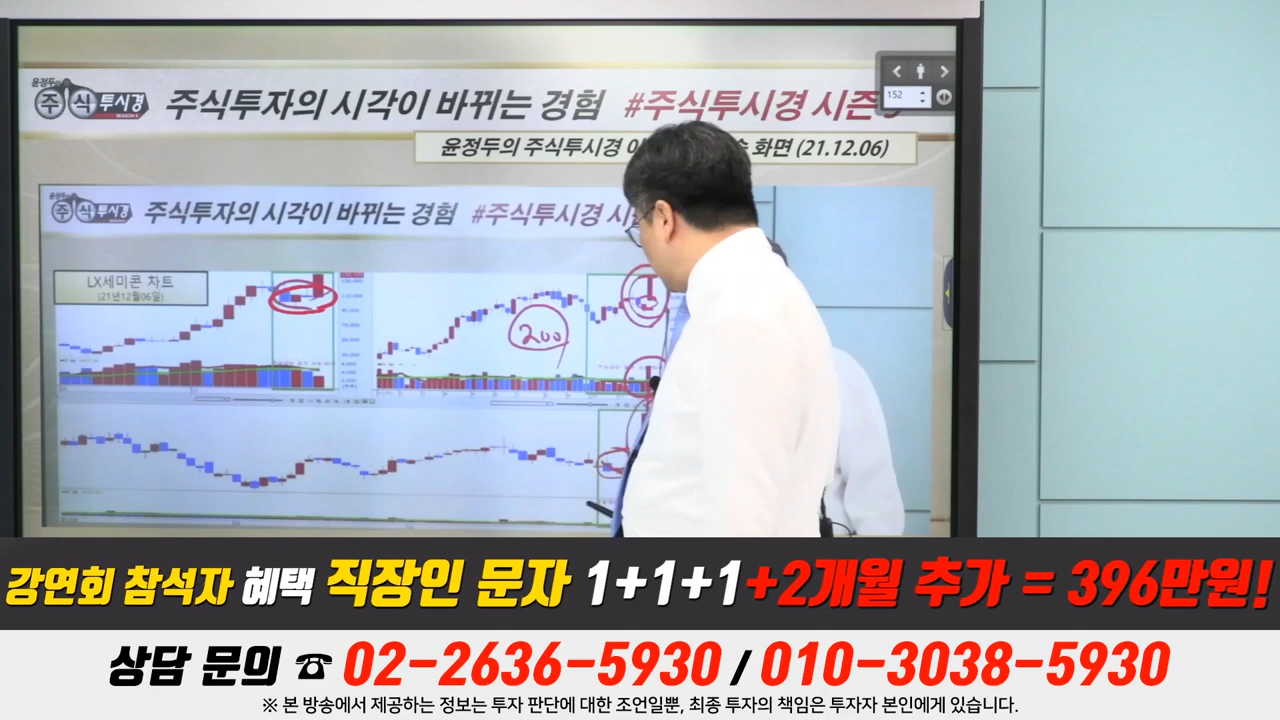 윤정두의
주식투시경
SEASON 3
주식투자의 시각이 바뀌는 경험 #주식투시경 시즌
152
윤정두의 주식투시경 화면 (21.12.06)
주식투시경
주식투자의 시각이 바뀌는 경험 #주식투시경
LX세미콘 차트
(21년12월06일)
200
강연회 참석자 혜택 직장인 문자 1+1+1+2개월 추가 = 396만원!
상담 문의 ☎ 02-2636-5930 / 010-3038-5930
※ 본 방송에서 제공하는 정보는 투자 판단에 대한 조언일뿐, 최종 투자의 책임은 투자자 본인에게 있습니다.